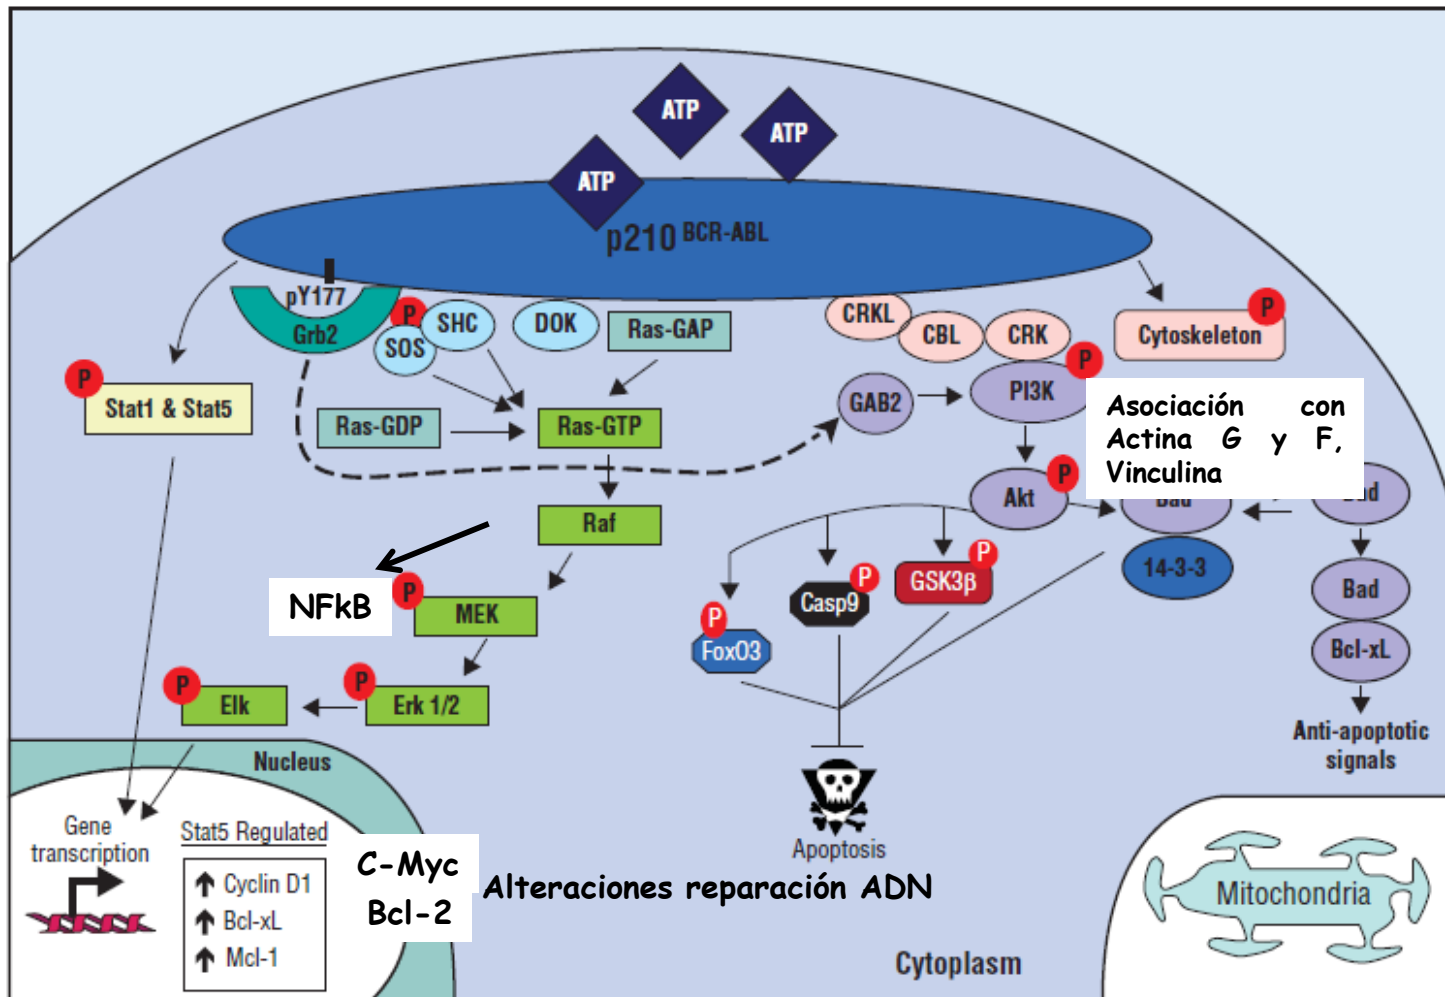 ATP
ATP
ATP
p210 BCR-ABL
pY177
Grb2
P
SOS
SHC
DOK
Ras-GAP
CRKL
CBL
CRK
P
Cytoskeleton
P
Stat1 & Stat5
Ras-GDP
Ras-GTP
GAB2
PI3K
P
Asociación con
Actina G y F,
Vinculina
Raf
Akt
P
Bad
Bad
14-3-3
NFkB
P
MEK
P
FoxO3
Casp9
P
GSK3β
P
Bad
Bcl-xL
P
Elk
P
Erk 1/2
Anti-apoptotic
signals
Nucleus
Gene
transcription
Stat5 Regulated
Cyclin D1
Bcl-xL
Mcl-1
C-Myc
Bcl-2
Apoptosis
Alteraciones reparación ADN
Cytoplasm
Mitochondria